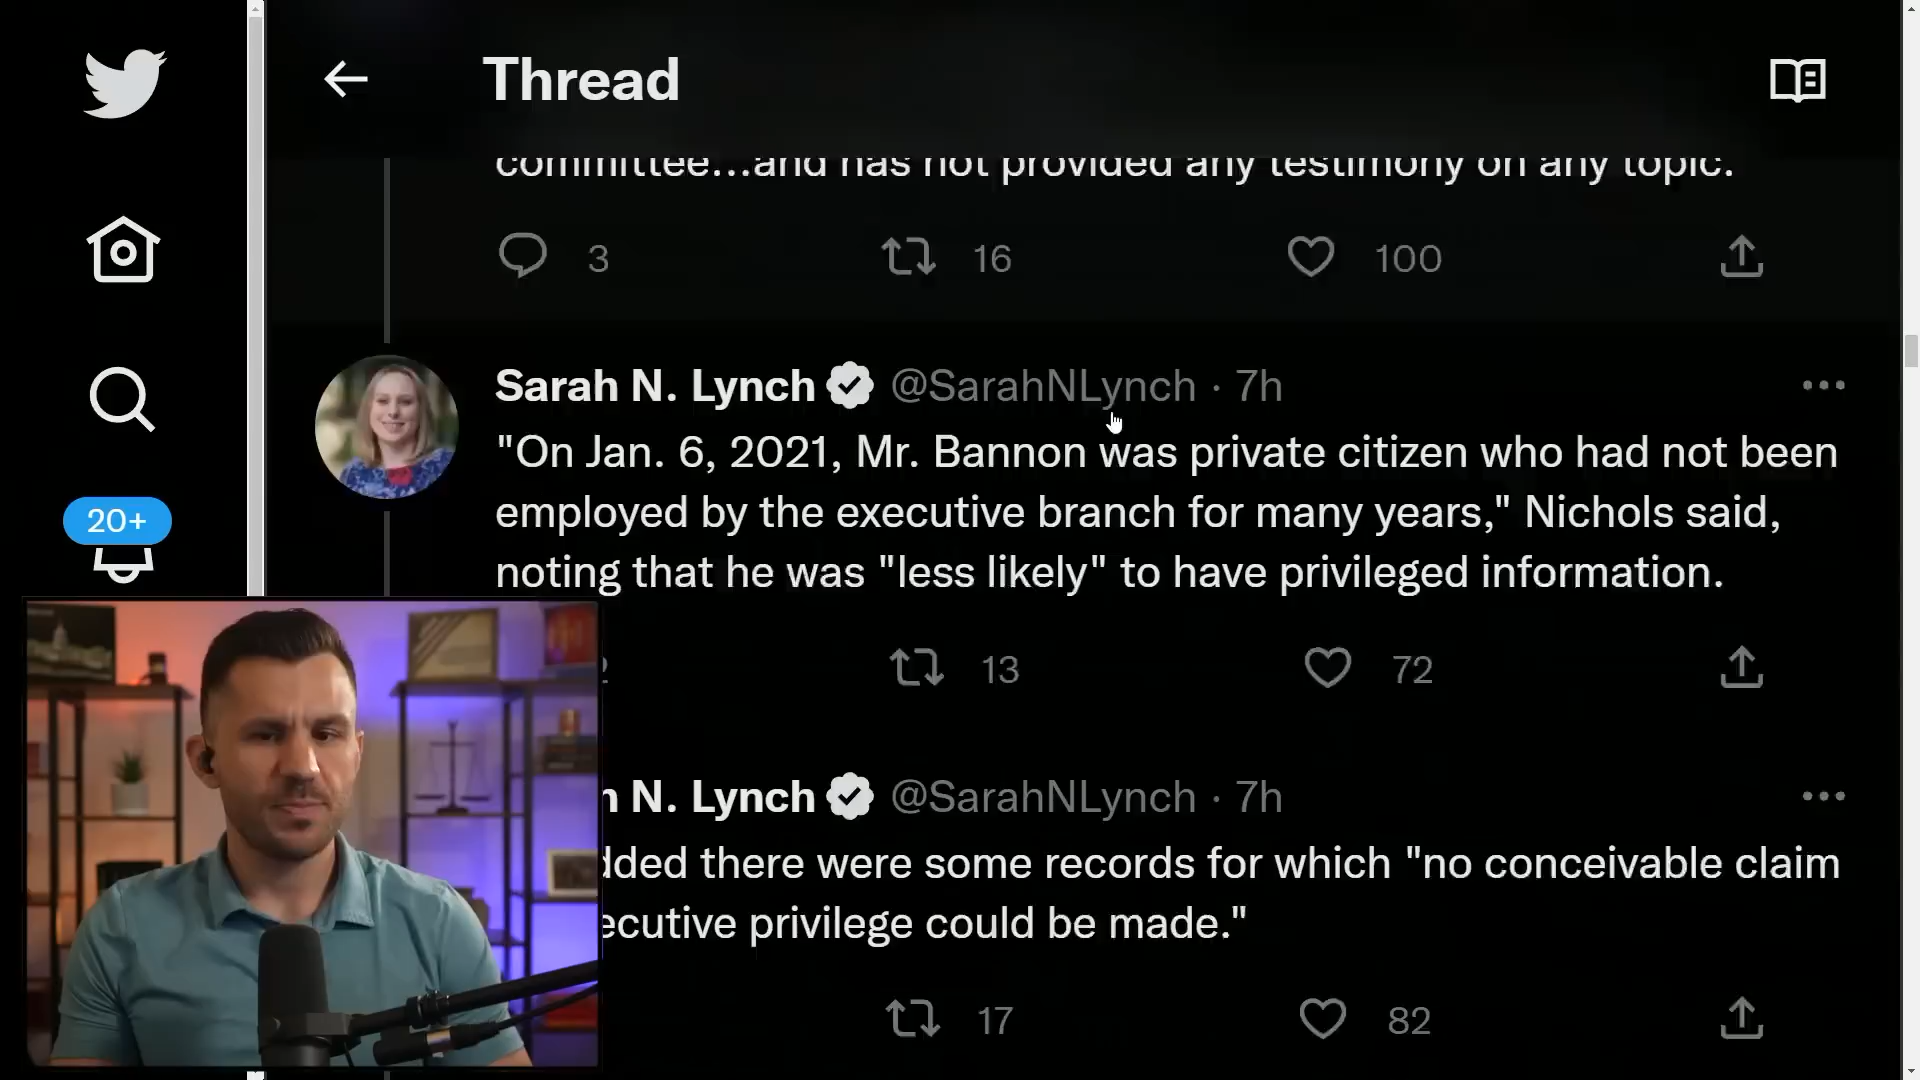 Thread
committee...and has not provided any testimony on any topic.
3 16 100
Sarah N. Lynch @SarahNLynch · 7h
"On Jan. 6, 2021, Mr. Bannon was private citizen who had not been
employed by the executive branch for many years," Nichols said,
noting that he was "less likely" to have privileged information.
20+
13 72
N. Lynch @SarahNLynch · 7h
there were some records for which "no conceivable claim
privilege could be made."
17 82